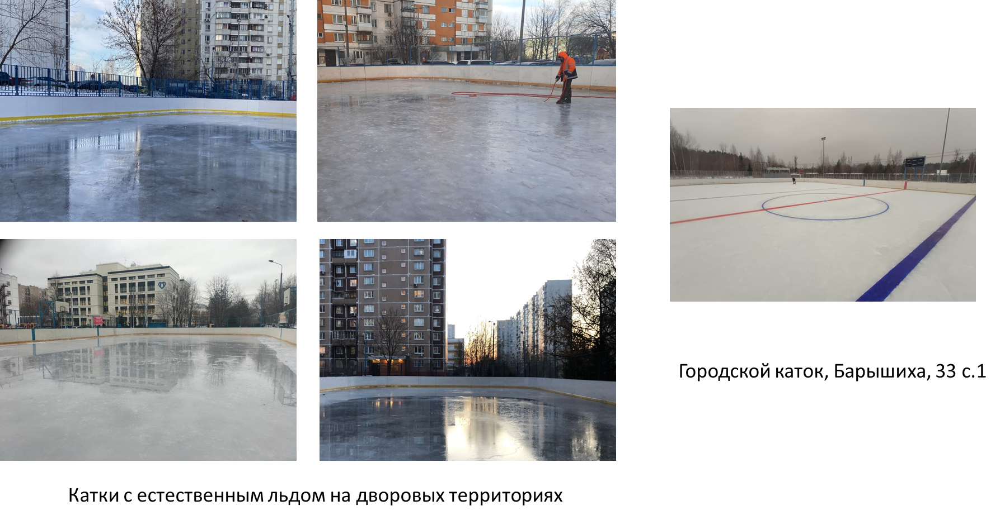 Городской каток, Барышиха, 33 с.1
Катки с естественным льдом на дворовых территориях